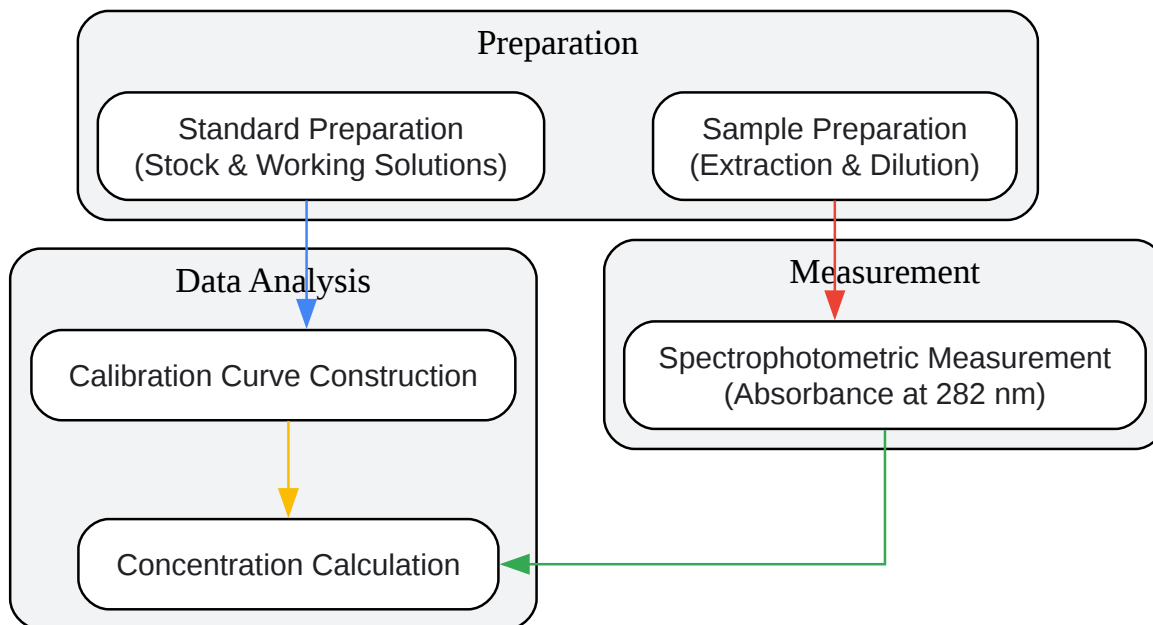 Preparation
Standard Preparation
(Stock & Working Solutions)
Sample Preparation
(Extraction & Dilution)
Data Analysis
Measurement
Calibration Curve Construction
Spectrophotometric Measurement
(Absorbance at 282 nm)
Concentration Calculation